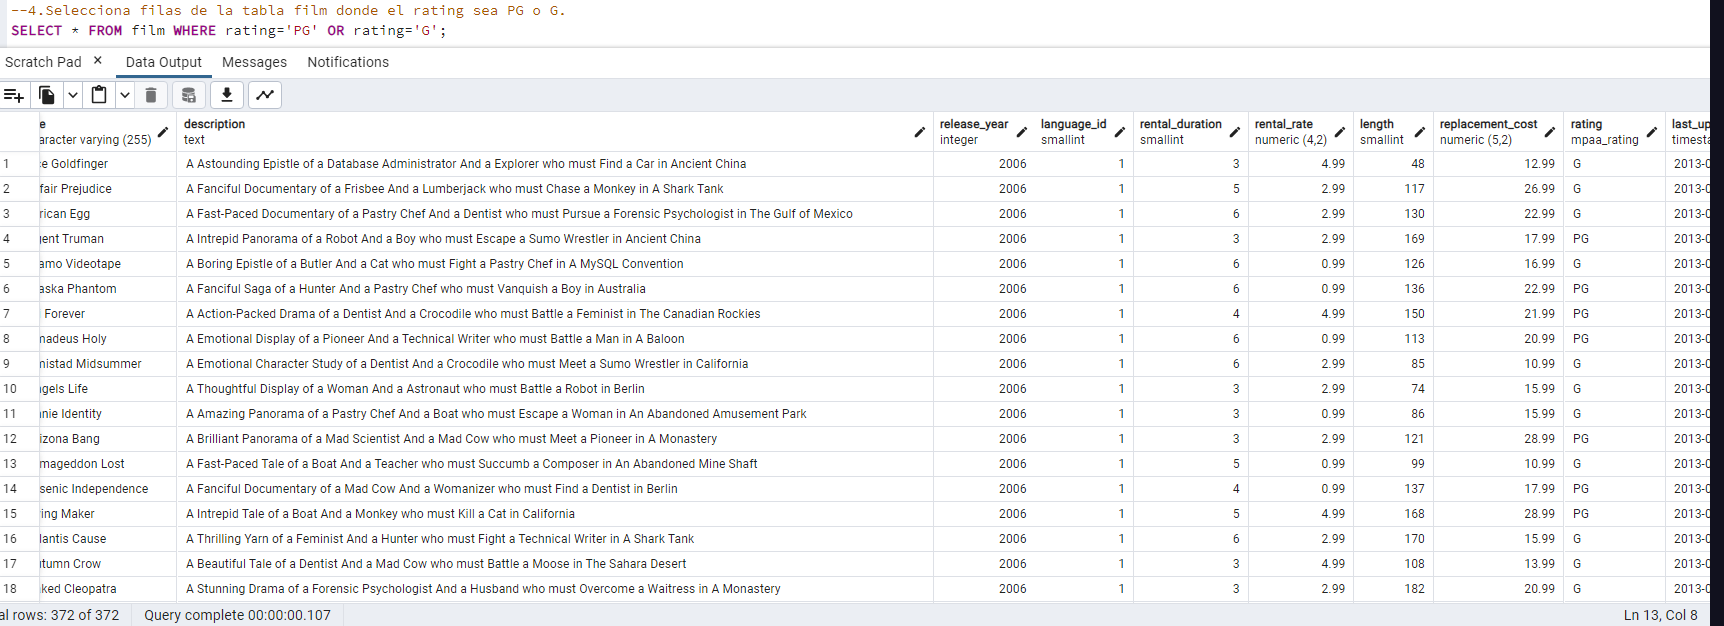 --4.Selecciona filas de la tabla film donde el rating sea PG o G.
SELECT * FROM film WHERE rating='PG' OR rating='G';
Scratch Pad × Data Output Messages Notifications
e description release_year language_id rental_duration rental_rate length replacement_cost rating last_up
aracter varying (255) text integer smallint smallint numeric (4,2) smallint numeric (5,2) mpaa_rating timesta
1 e Goldfinger A Astounding Epistle of a Database Administrator And a Explorer who must Find a Car in Ancient China 2006 1 3 4.99 48 12.99 G 2013-0
2 fair Prejudice A Fanciful Documentary of a Frisbee And a Lumberjack who must Chase a Monkey in A Shark Tank 2006 1 5 2.99 117 26.99 G 2013-0
3 rican Egg A Fast-Paced Documentary of a Pastry Chef And a Dentist who must Pursue a Forensic Psychologist in The Gulf of Mexico 2006 1 6 2.99 130 22.99 G 2013-0
4 ent Truman A Intrepid Panorama of a Robot And a Boy who must Escape a Sumo Wrestler in Ancient China 2006 1 3 2.99 169 17.99 PG 2013-0
5 amo Videotape A Boring Epistle of a Butler And a Cat who must Fight a Pastry Chef in A MySQL Convention 2006 1 6 0.99 126 16.99 G 2013-0
6 aska Phantom A Fanciful Saga of a Hunter And a Pastry Chef who must Vanquish a Boy in Australia 2006 1 6 0.99 136 22.99 PG 2013-0
7 Forever A Action-Packed Drama of a Dentist And a Crocodile who must Battle a Feminist in The Canadian Rockies 2006 1 4 4.99 150 21.99 PG 2013-0
8 nadeus Holy A Emotional Display of a Pioneer And a Technical Writer who must Battle a Man in A Baloon 2006 1 6 0.99 113 20.99 PG 2013-0
9 nistad Midsummer A Emotional Character Study of a Dentist And a Crocodile who must Meet a Sumo Wrestler in California 2006 1 6 2.99 85 10.99 G 2013-0
10 gels Life A Thoughtful Display of a Woman And a Astronaut who must Battle a Robot in Berlin 2006 1 3 2.99 74 15.99 G 2013-0
11 nie Identity A Amazing Panorama of a Pastry Chef And a Boat who must Escape a Woman in An Abandoned Amusement Park 2006 1 3 0.99 86 15.99 G 2013-0
12 izona Bang A Brilliant Panorama of a Mad Scientist And a Mad Cow who must Meet a Pioneer in A Monastery 2006 1 3 2.99 121 28.99 PG 2013-0
13 mageddon Lost A Fast-Paced Tale of a Boat And a Teacher who must Succumb a Composer in An Abandoned Mine Shaft 2006 1 5 0.99 99 10.99 G 2013-0
14 senic Independence A Fanciful Documentary of a Mad Cow And a Womanizer who must Find a Dentist in Berlin 2006 1 4 0.99 137 17.99 PG 2013-0
15 ing Maker A Intrepid Tale of a Boat And a Monkey who must Kill a Cat in California 2006 1 5 4.99 168 28.99 PG 2013-0
16 lantis Cause A Thrilling Yarn of a Feminist And a Hunter who must Fight a Technical Writer in A Shark Tank 2006 1 6 2.99 170 15.99 G 2013-0
17 tumn Crow A Beautiful Tale of a Dentist And a Mad Cow who must Battle a Moose in The Sahara Desert 2006 1 3 4.99 108 13.99 G 2013-0
18 ked Cleopatra A Stunning Drama of a Forensic Psychologist And a Husband who must Overcome a Waitress in A Monastery 2006 1 3 2.99 182 20.99 G 2013-0
al rows: 372 of 372 Query complete 00:00:00.107 Ln 13, Col 8